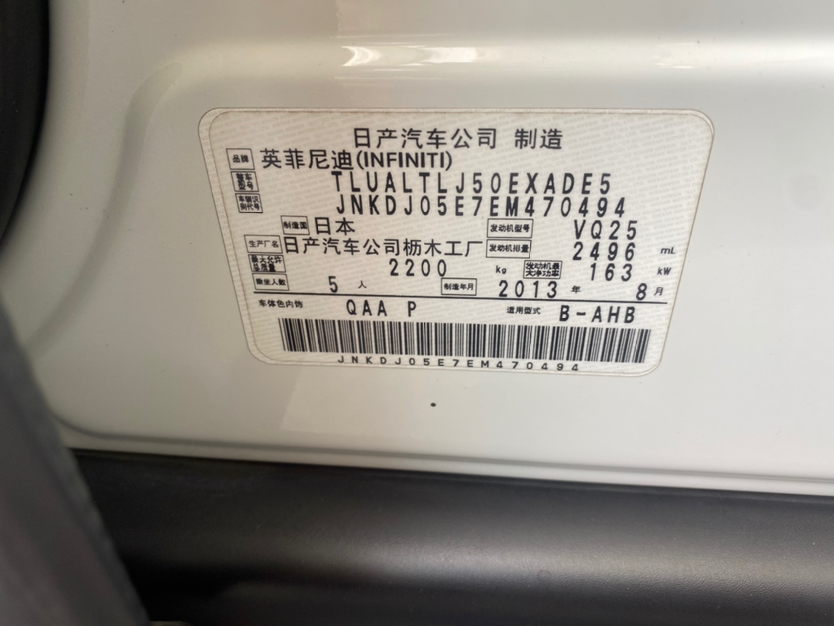 日产汽车公司 制造
品牌 英菲尼迪(INFINITI)
整车型号 TLUALTLJ50EXADE5
车辆识别代号 JNKDJ05E7EM470494
制造国 日本 发动机型号 VQ25
生产厂名 日产汽车公司枥木工厂 发动机排量 2496 mL
最大允许总质量 2200 kg 发动机最大净功率 163 kW
乘坐人数 5 人 制造年月 2013 年 8 月
车体色内饰 QAA P 适用型式 B-AHB
JNKDJ05E7EM470494